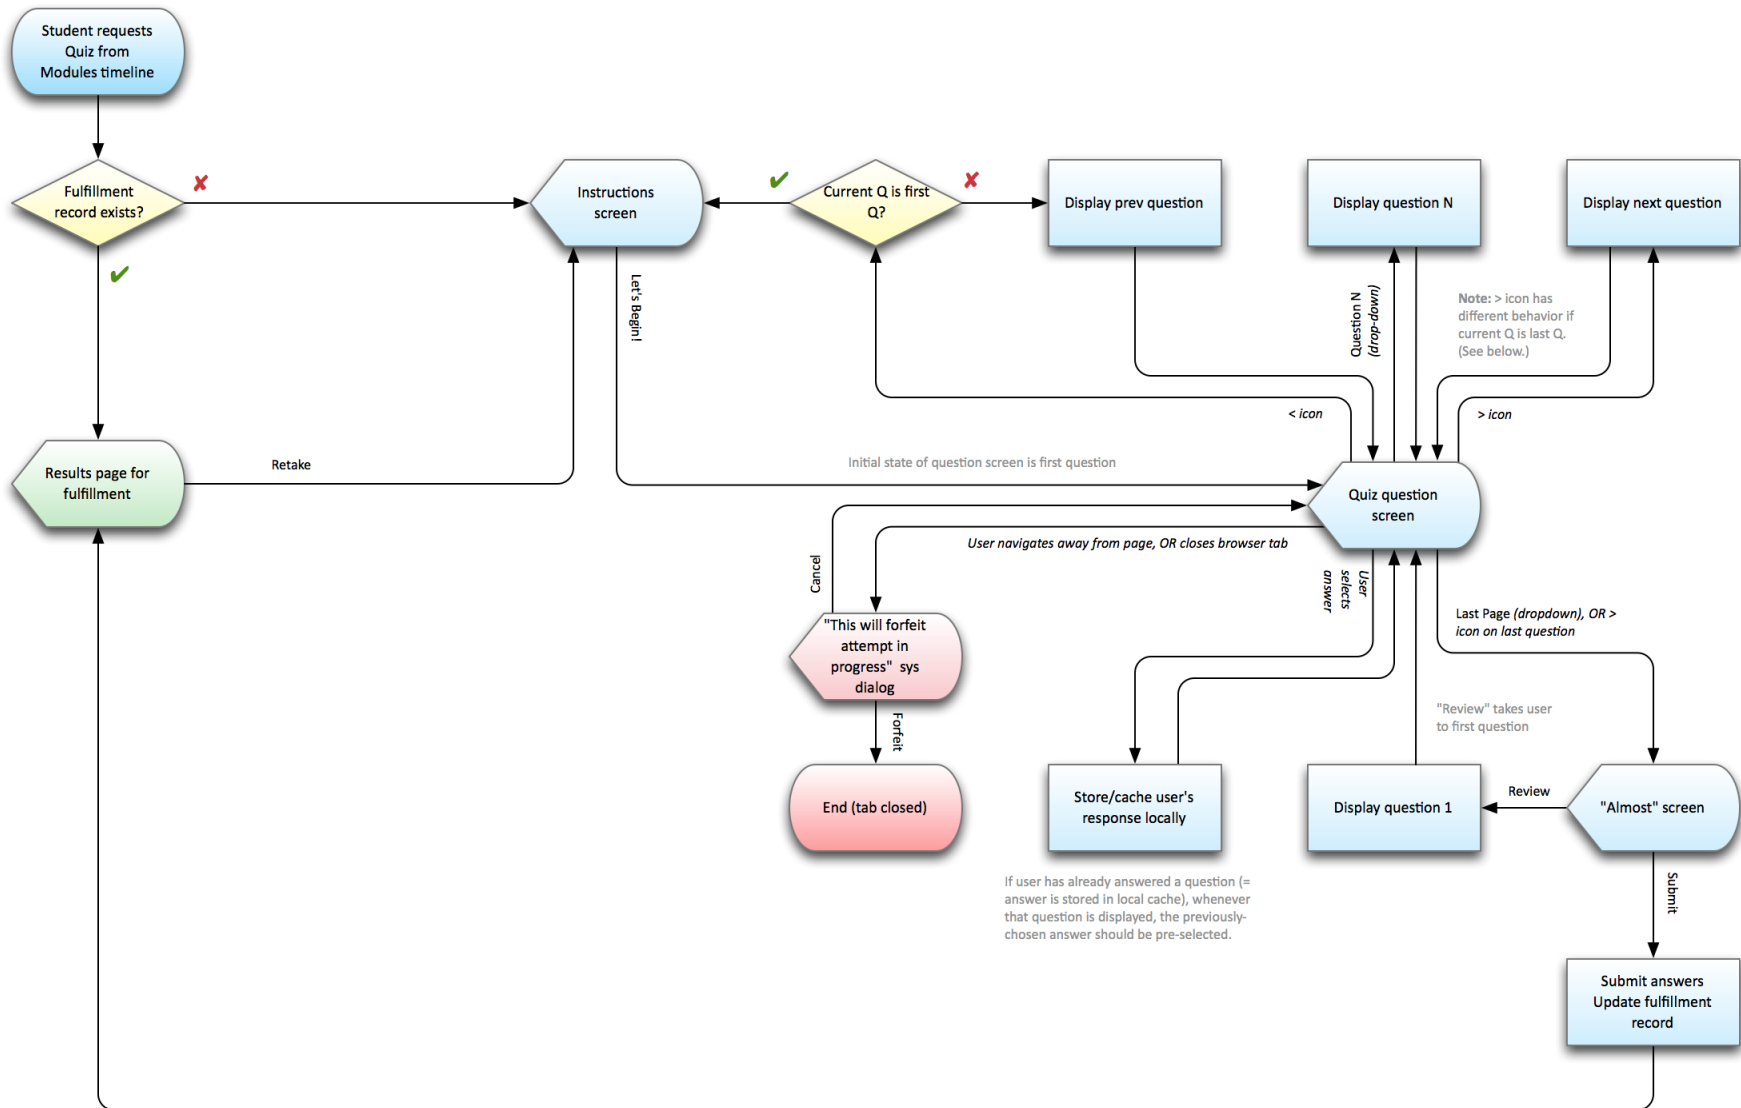 Student requests
Quiz from
Modules timeline
Fulfillment
record exists?
Instructions
screen
Current Q is first
Q?
Display prev question
Display question N
Display next question
Let's Begin!
Question N
(drop-down)
Note: > icon has
different behavior if
current Q is last Q.
(See below.)
< icon
> icon
Results page for
fulfillment
Retake
Initial state of question screen is first question
Quiz question
screen
User navigates away from page, OR closes browser tab
Cancel
User
selects
answer
"This will forfeit
attempt in
progress"  sys
dialog
Last Page (dropdown), OR >
icon on last question
Forfeit
"Review" takes user
to first question
End (tab closed)
Store/cache user's
response locally
Display question 1
Review
"Almost" screen
If user has already answered a question (=
answer is stored in local cache), whenever
that question is displayed, the previously-
chosen answer should be pre-selected.
Submit
Submit answers
Update fulfillment
record